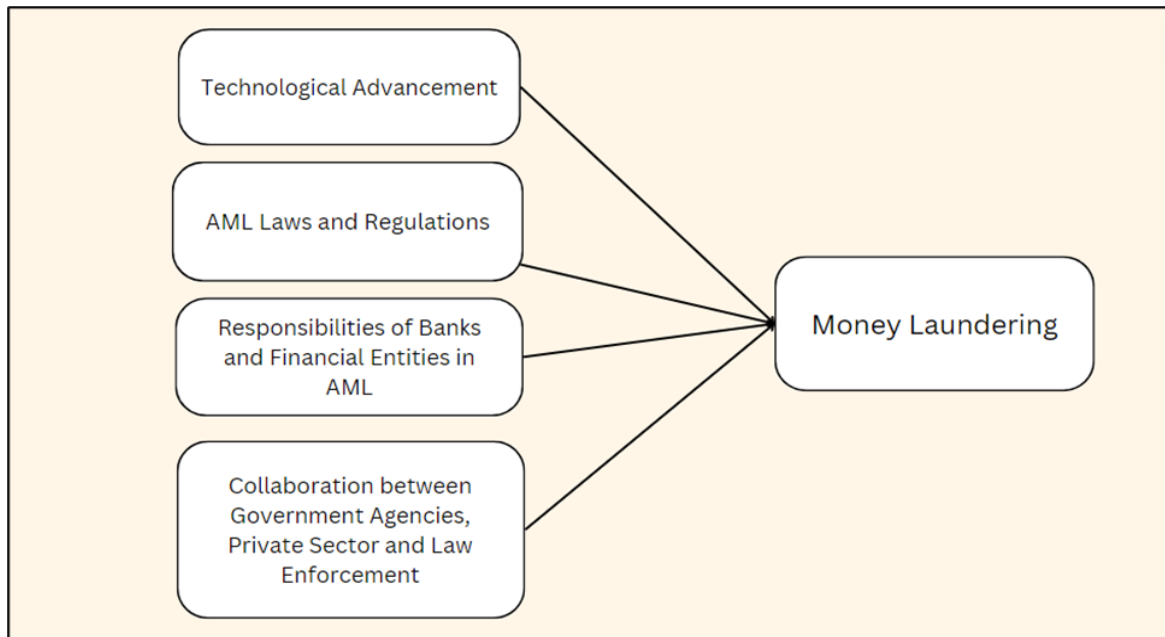 Technological Advancement
AML Laws and Regulations
Responsibilities of Banks
and Financial Entities in
AML
Collaboration between
Government Agencies,
Private Sector and Law
Enforcement
Money Laundering